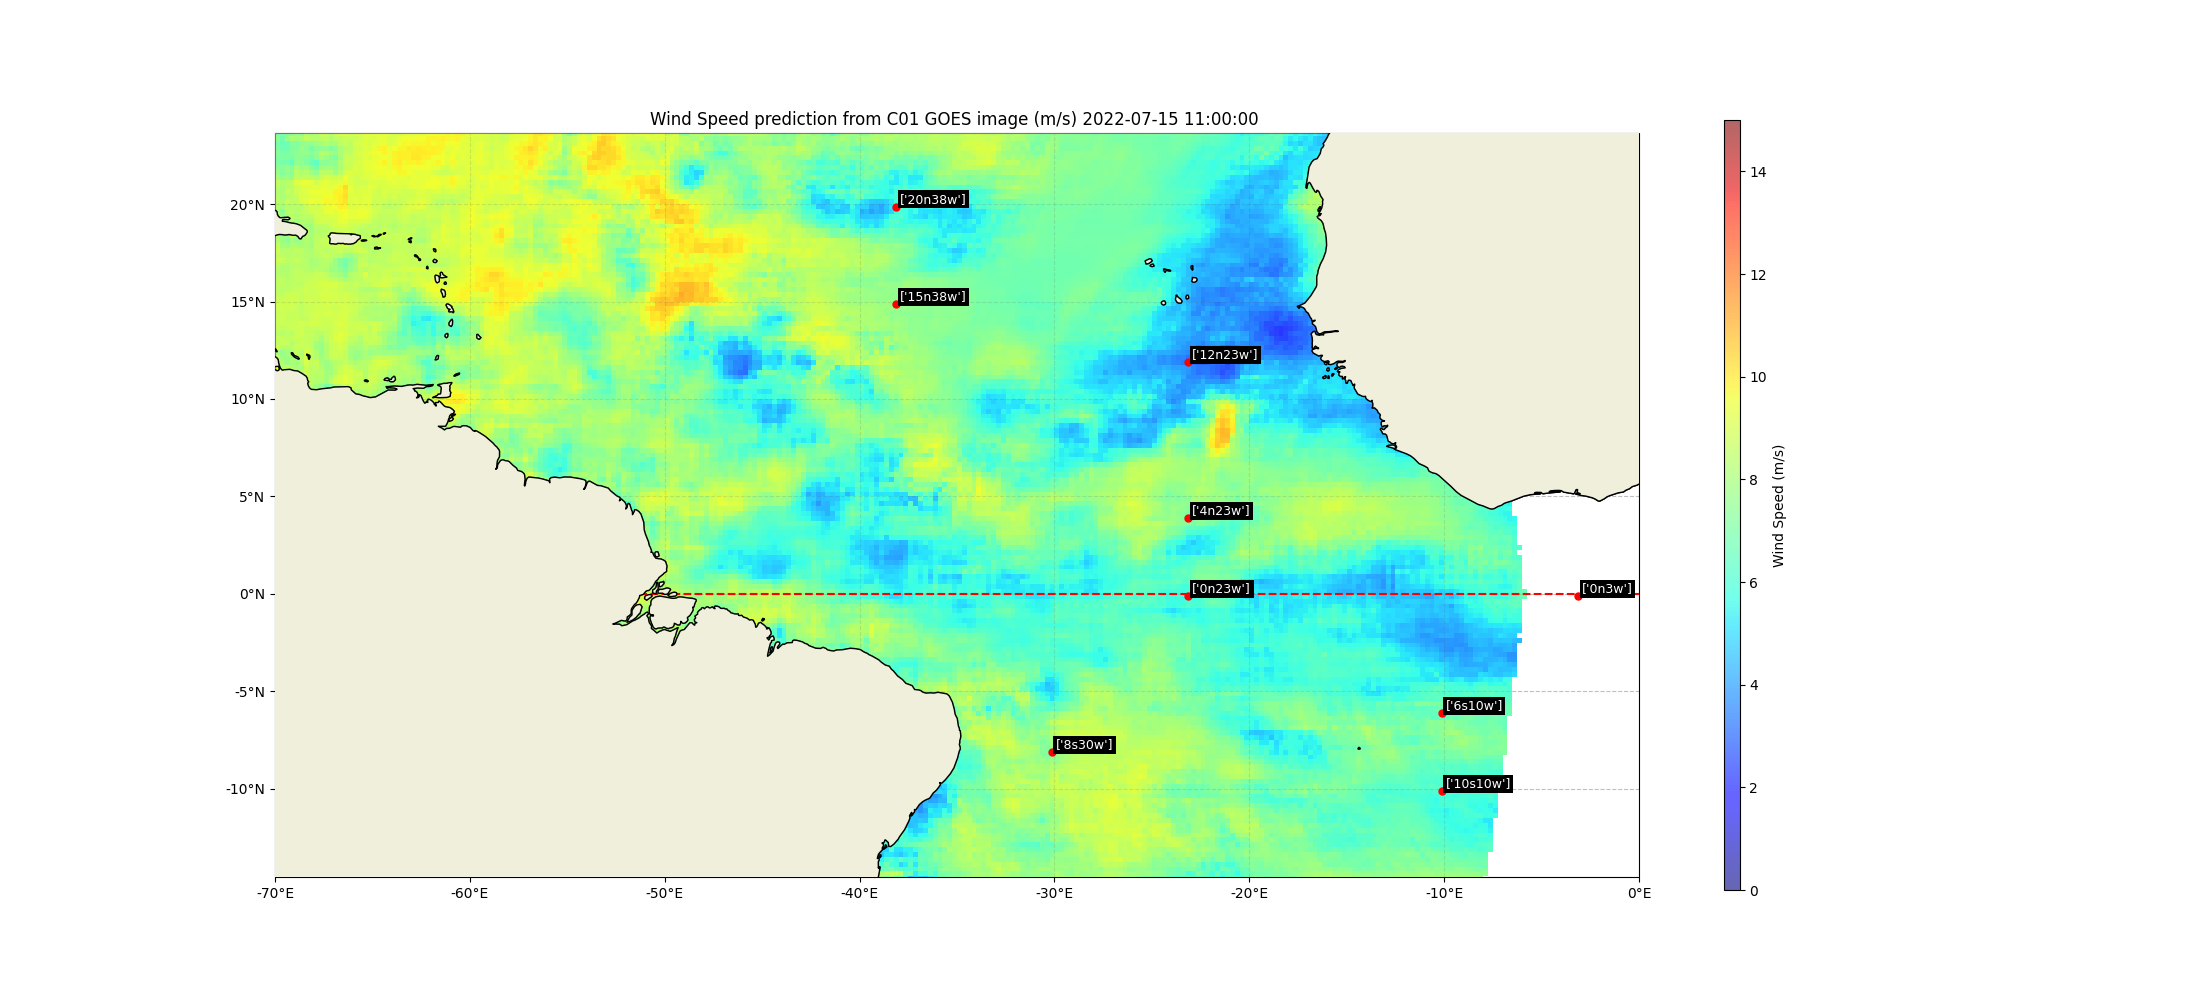 Wind Speed prediction from C01 GOES image (m/s) 2022-07-15 11:00:00
20°N
15°N
10°N
5°N
0°N
-5°N
-10°N
['20n38w']
['15n38w']
['12n23w']
['4n23w']
['0n23w']
['0n3w']
['6s10w']
['8s30w']
['10s10w']
-70°E
-60°E
-50°E
-40°E
-30°E
-20°E
-10°E
0°E
14
12
10
8
6
4
2
0
Wind Speed (m/s)